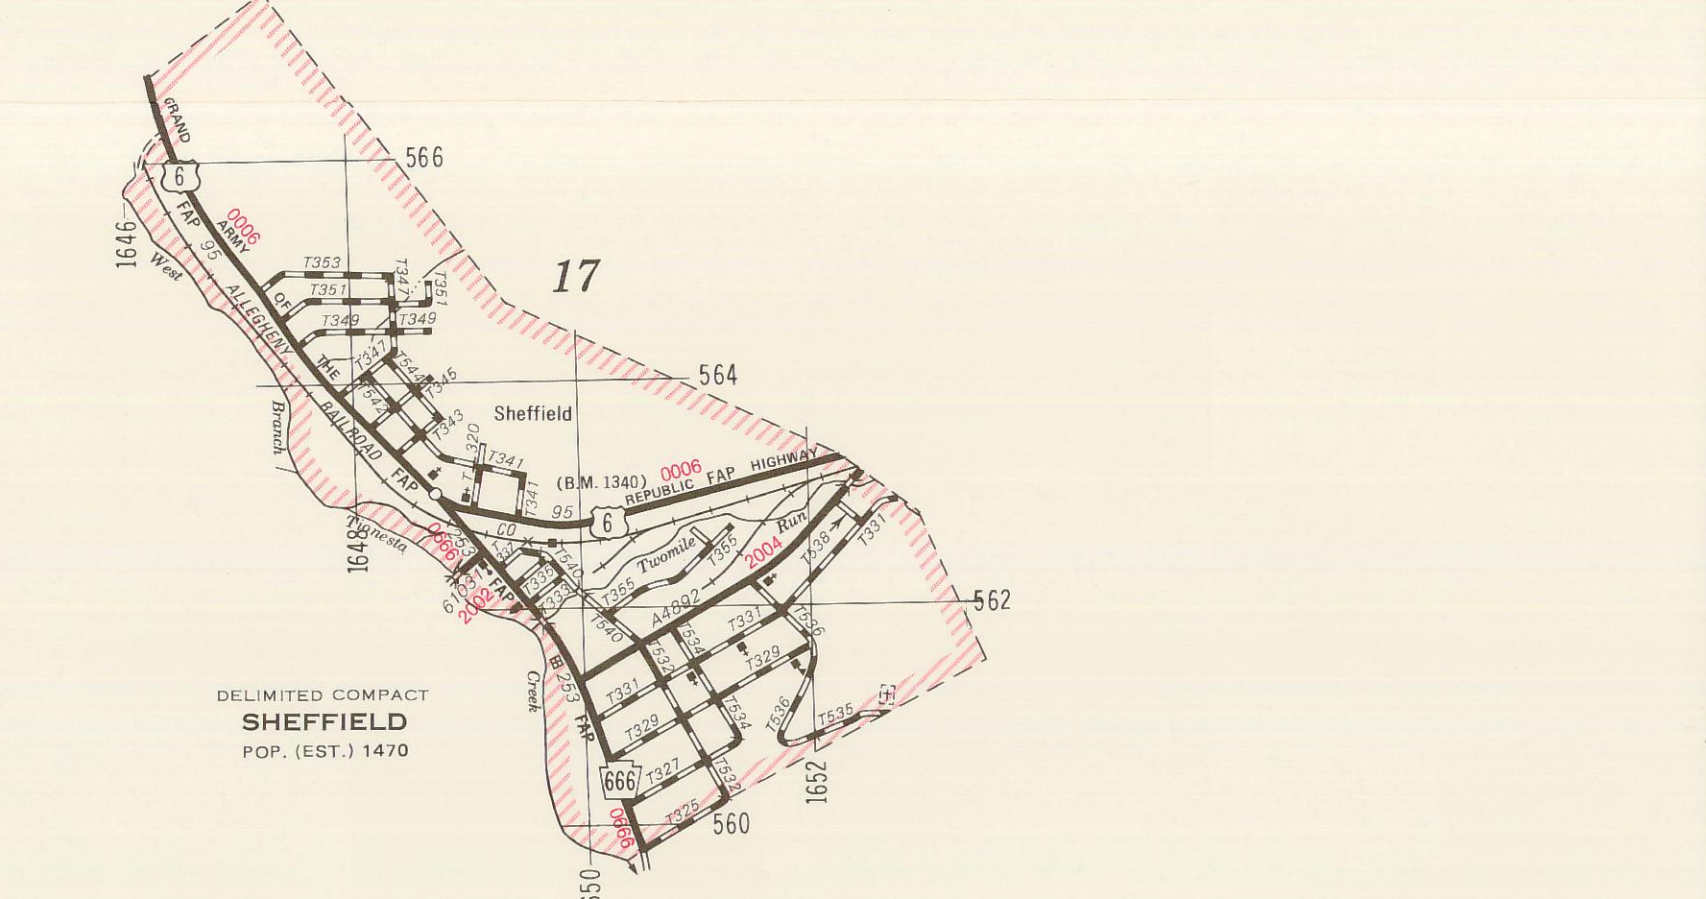 566
GRAND
6
FAP 95
0006
ARMY
1646
West
T353
T347
T351
T351
OF
T349
T349
ALLEGHENY
17
THE
T347
T544
T345
564
T542
T343
Sheffield
Branch
RAILROAD
T 320
T341
FAP
(B.M. 1340)
0006
REPUBLIC FAP HIGHWAY
T341
95
6
CO
Run
Tionesta
0666
253
1648
T540
Twomile
T355
2004
T538
T331
T335
T333
FAP
2002
T355
A4892
562
T540
T331
T536
T534
T532
T329
253
Creek
T331
DELIMITED COMPACT
SHEFFIELD
POP. (EST.) 1470
T329
FAP
T534
T536
T535
666
T327
T532
1652
T325
0666
560